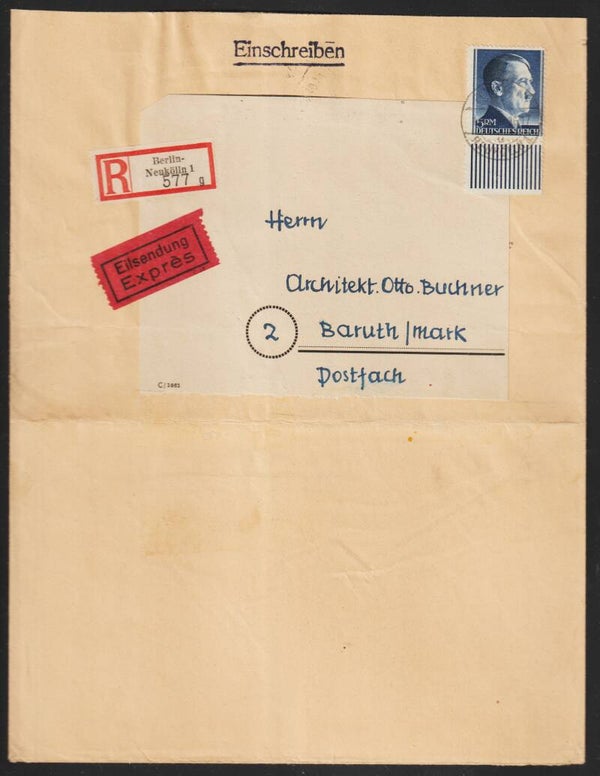 Einschreiben
5 RM
DEUTSCHES REICH
R
Berlin-
Neukölln 1
577 g
Eilsendung
Exprès
Herrn
Architekt. Otto. Buchner
2 Baruth/Mark
Postfach